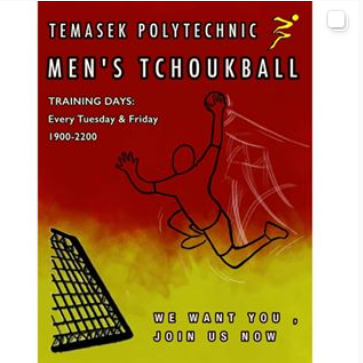 TEMASEK POLYTECHNIC
MEN'S TCHOUKBALL
TRAINING DAYS:
Every Tuesday & Friday
1900-2200
WE WANT YOU ,
JOIN US NOW